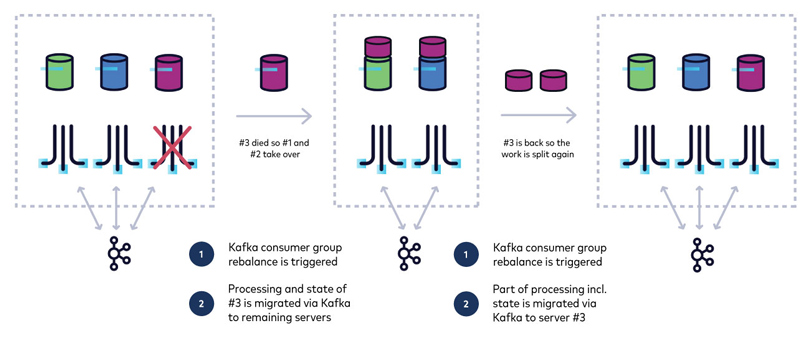 #3 died so #1 and
#2 take over
#3 is back so the
work is split again
1
Kafka consumer group
rebalance is triggered
2
Processing and state of
#3 is migrated via Kafka
to remaining servers
1
Kafka consumer group
rebalance is triggered
2
Part of processing incl.
state is migrated via
Kafka to server #3